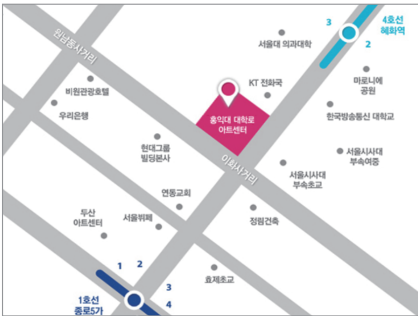 원남동사거리
3
4호선
혜화역
2
서울대 의과대학
KT 전화국
마로니에
공원
비원관광호텔
우리은행
홍익대 대학로
아트센터
한국방송통신 대학교
현대그룹
빌딩본사
이화사거리
서울사대
부속여중
서울시사대
부속초교
연동교회
두산
아트센터
서울뷔페
정림건축
1
2
3
4
효제초교
1호선
종로5가